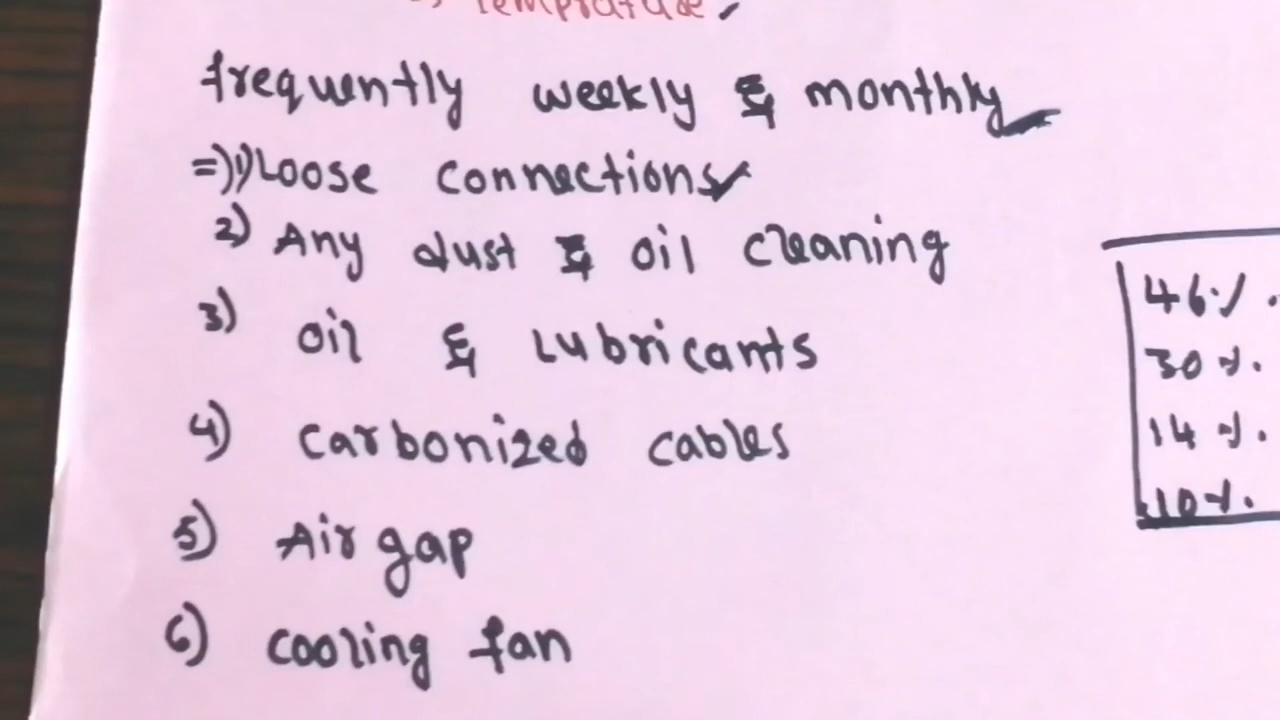 Temprature.
frequently weekly & monthly
=) 1) Loose connections
2) Any dust & oil cleaning
3) oil & Lubricants
4) carbonized cables
5) Air gap
6) cooling fan
46%.
30%.
14%.
10%.